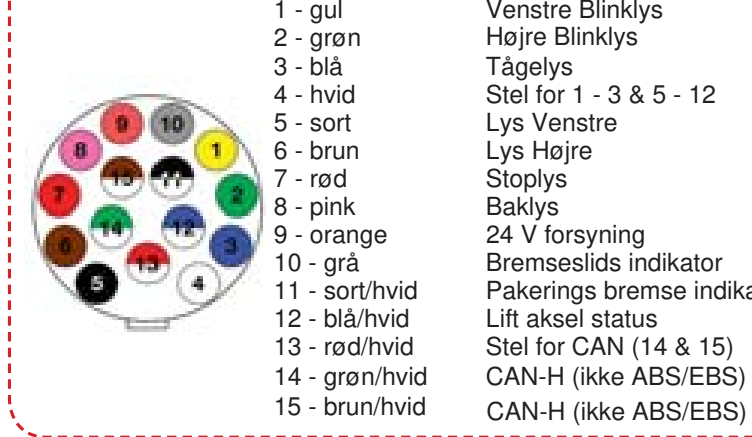 1 - gul Venstre Blinklys
2 - grøn Højre Blinklys
3 - blå Tågelys
4 - hvid Stel for 1 - 3 & 5 - 12
5 - sort Lys Venstre
6 - brun Lys Højre
7 - rød Stoplys
8 - pink Baklys
9 - orange 24 V forsyning
10 - grå Bremseslids indikator
11 - sort/hvid Pakerings bremse indika
12 - blå/hvid Lift aksel status
13 - rød/hvid Stel for CAN (14 & 15)
14 - grøn/hvid CAN-H (ikke ABS/EBS)
15 - brun/hvid CAN-H (ikke ABS/EBS)
9 10
8 1
15 11
7 2
14 12
6 3
13
5 4